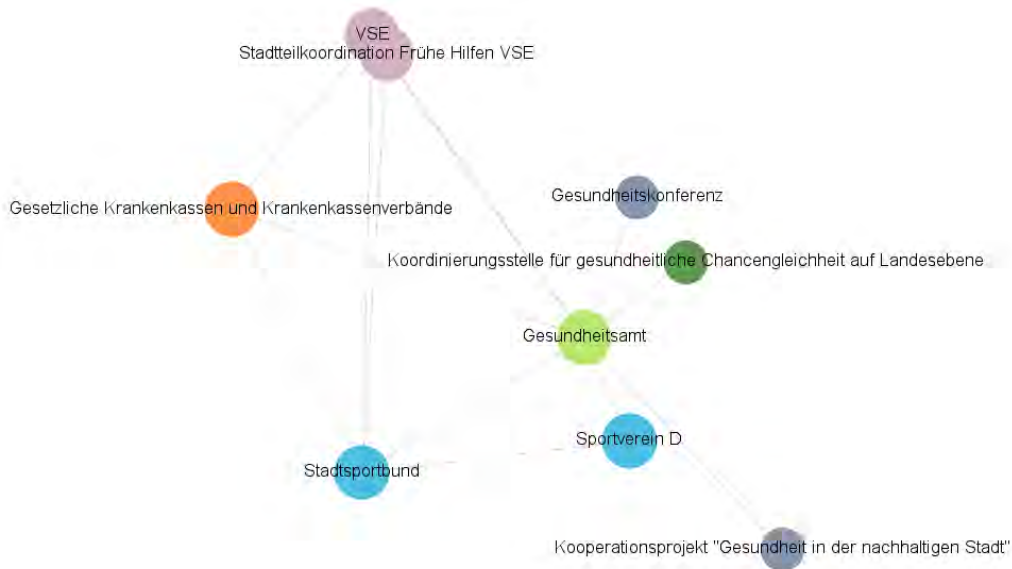 VSE
Stadtteilkoordination Frühe Hilfen VSE
Gesundheitskonferenz
Gesetzliche Krankenkassen und Krankenkassenverbände
Koordinierungsstelle für gesundheitliche Chancengleichheit auf Landesebene
Gesundheitsamt
Sportverein D
Stadtsportbund
Kooperationsprojekt "Gesundheit in der nachhaltigen Stadt"